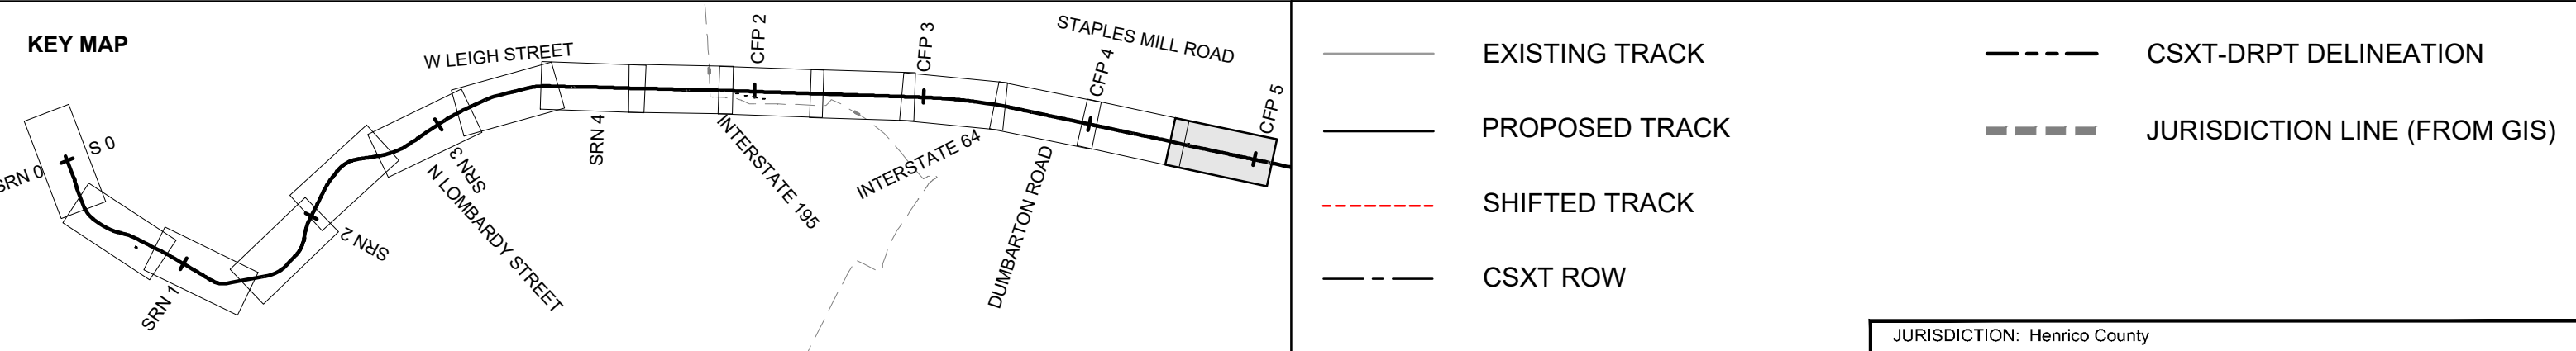 KEY MAP
SRN 0
S 0
SRN 1
SRN 2
SRN 3
N LOMBARDY STREET
W LEIGH STREET
SRN 4
CFP 2
INTERSTATE 195
CFP 3
INTERSTATE 64
STAPLES MILL ROAD
CFP 4
DUMBARTON ROAD
CFP 5
EXISTING TRACK
PROPOSED TRACK
SHIFTED TRACK
CSXT ROW
CSXT-DRPT DELINEATION
JURISDICTION LINE (FROM GIS)
JURISDICTION: Henrico County